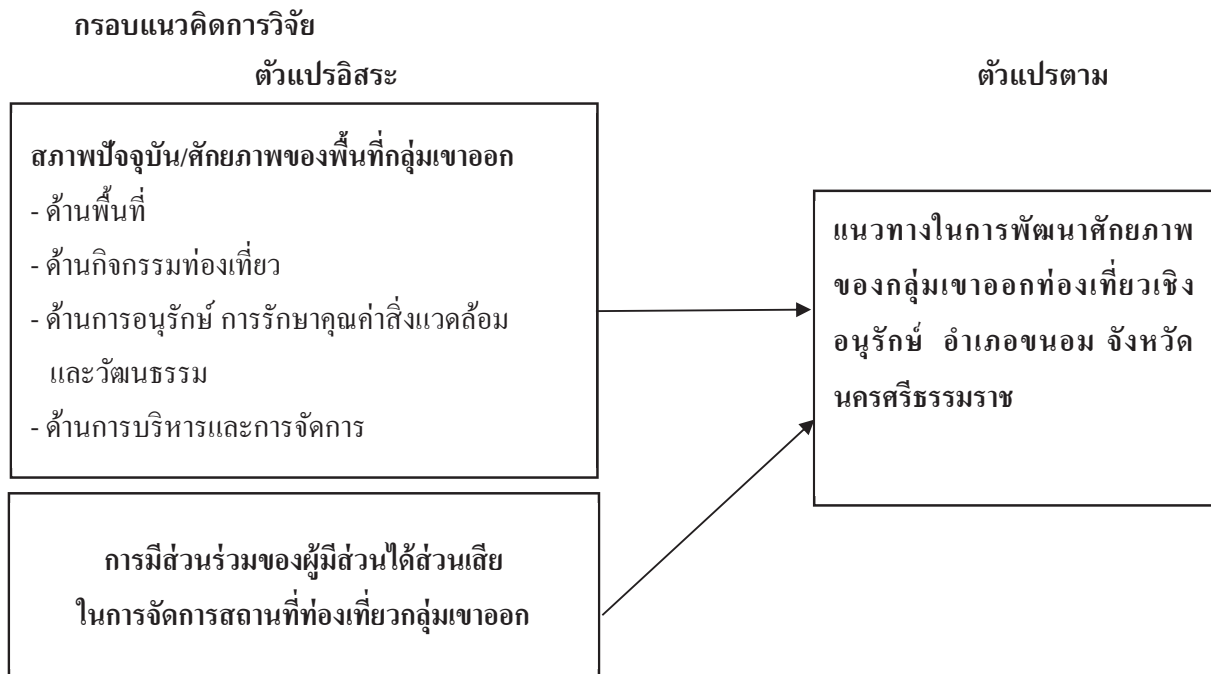 กรอบแนวคิดการวิจัย
ตัวแปรอิสระ
ตัวแปรตาม
สภาพปัจจุบัน/ศักยภาพของพื้นที่กลุ่มเขาออก
- ด้านพื้นที่
- ด้านกิจกรรมท่องเที่ยว
- ด้านการอนุรักษ์ การรักษาคุณค่าสิ่งแวดล้อม
และวัฒนธรรม
- ด้านการบริหารและการจัดการ
แนวทางในการพัฒนาศักยภาพ
ของกลุ่มเขาออกท่องเที่ยวเชิง
อนุรักษ์ อำเภอขนอม จังหวัด
นครศรีธรรมราช
การมีส่วนร่วมของผู้มีส่วนได้ส่วนเสีย
ในการจัดการสถานที่ท่องเที่ยวกลุ่มเขาออก